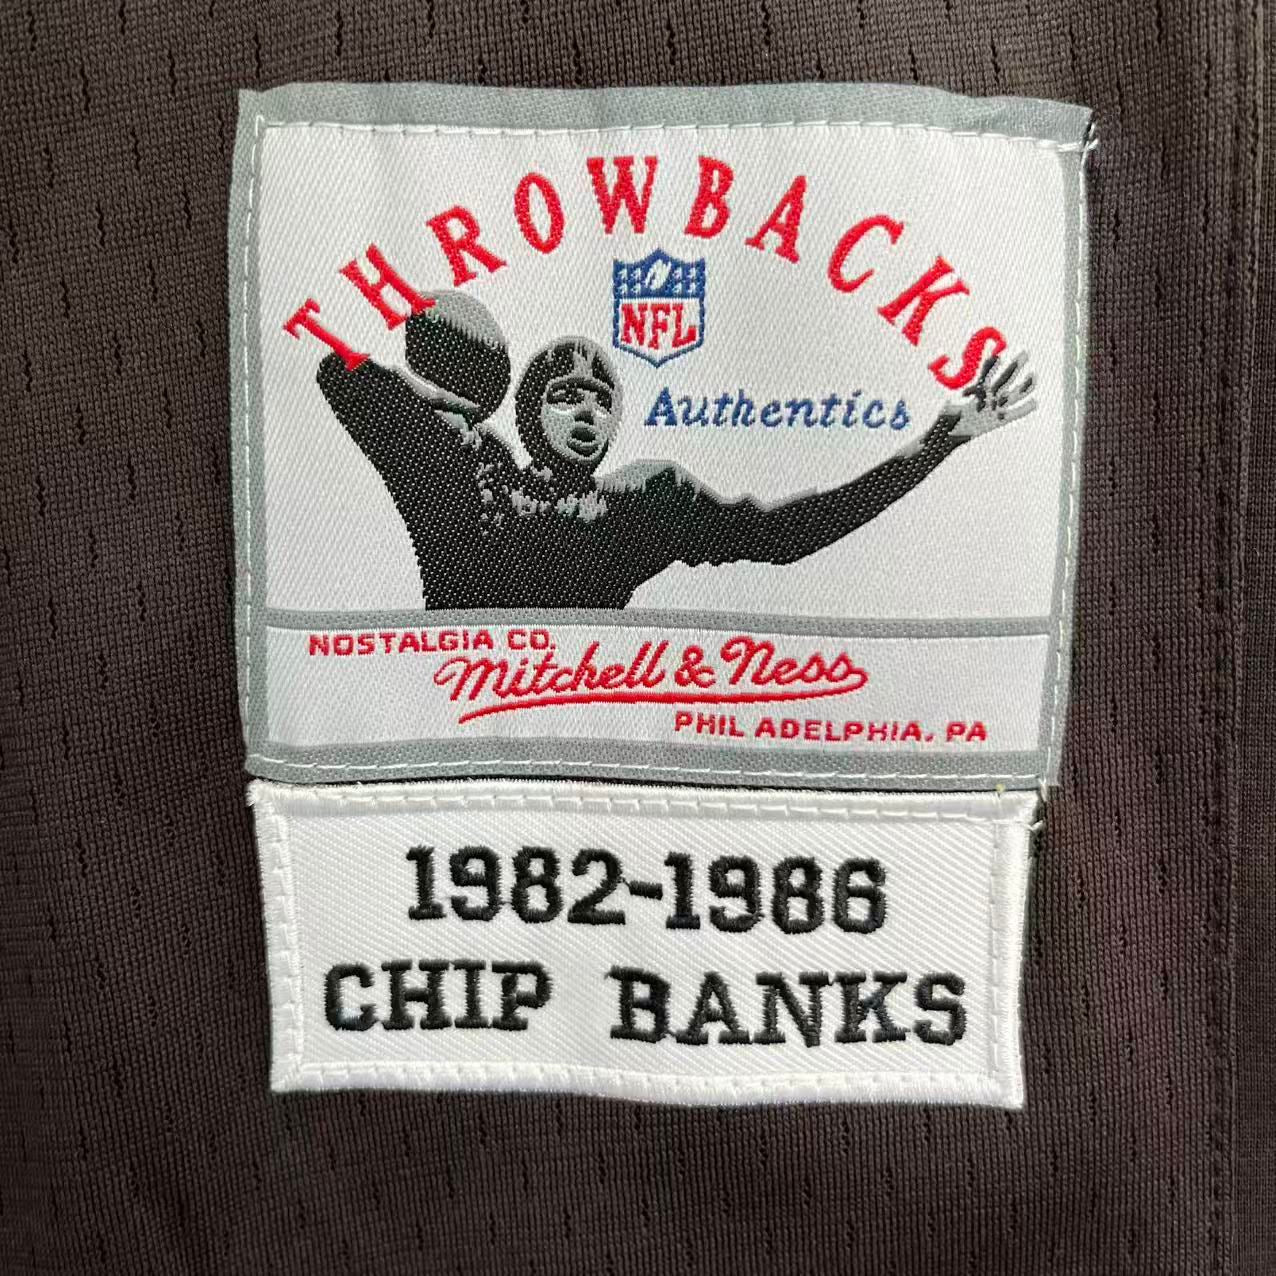 THROWBACKS
NFL
Authentics
NOSTALGIA CO.
Mitchell & Ness
PHIL ADELPHIA. PA
1982-1986
CHIP BANKS